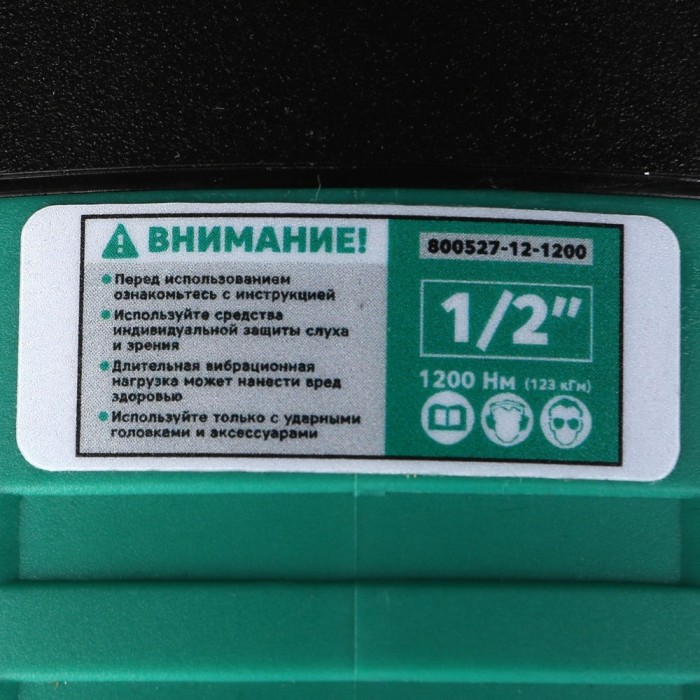 ВНИМАНИЕ!
Перед использованием
ознакомьтесь с инструкцией
Используйте средства
индивидуальной защиты слуха
и зрения
Длительная вибрационная
нагрузка может нанести вред
здоровью
Используйте только с ударными
головками и аксессуарами
800527-12-1200
1/2"
1200 Нм (123 кГм)